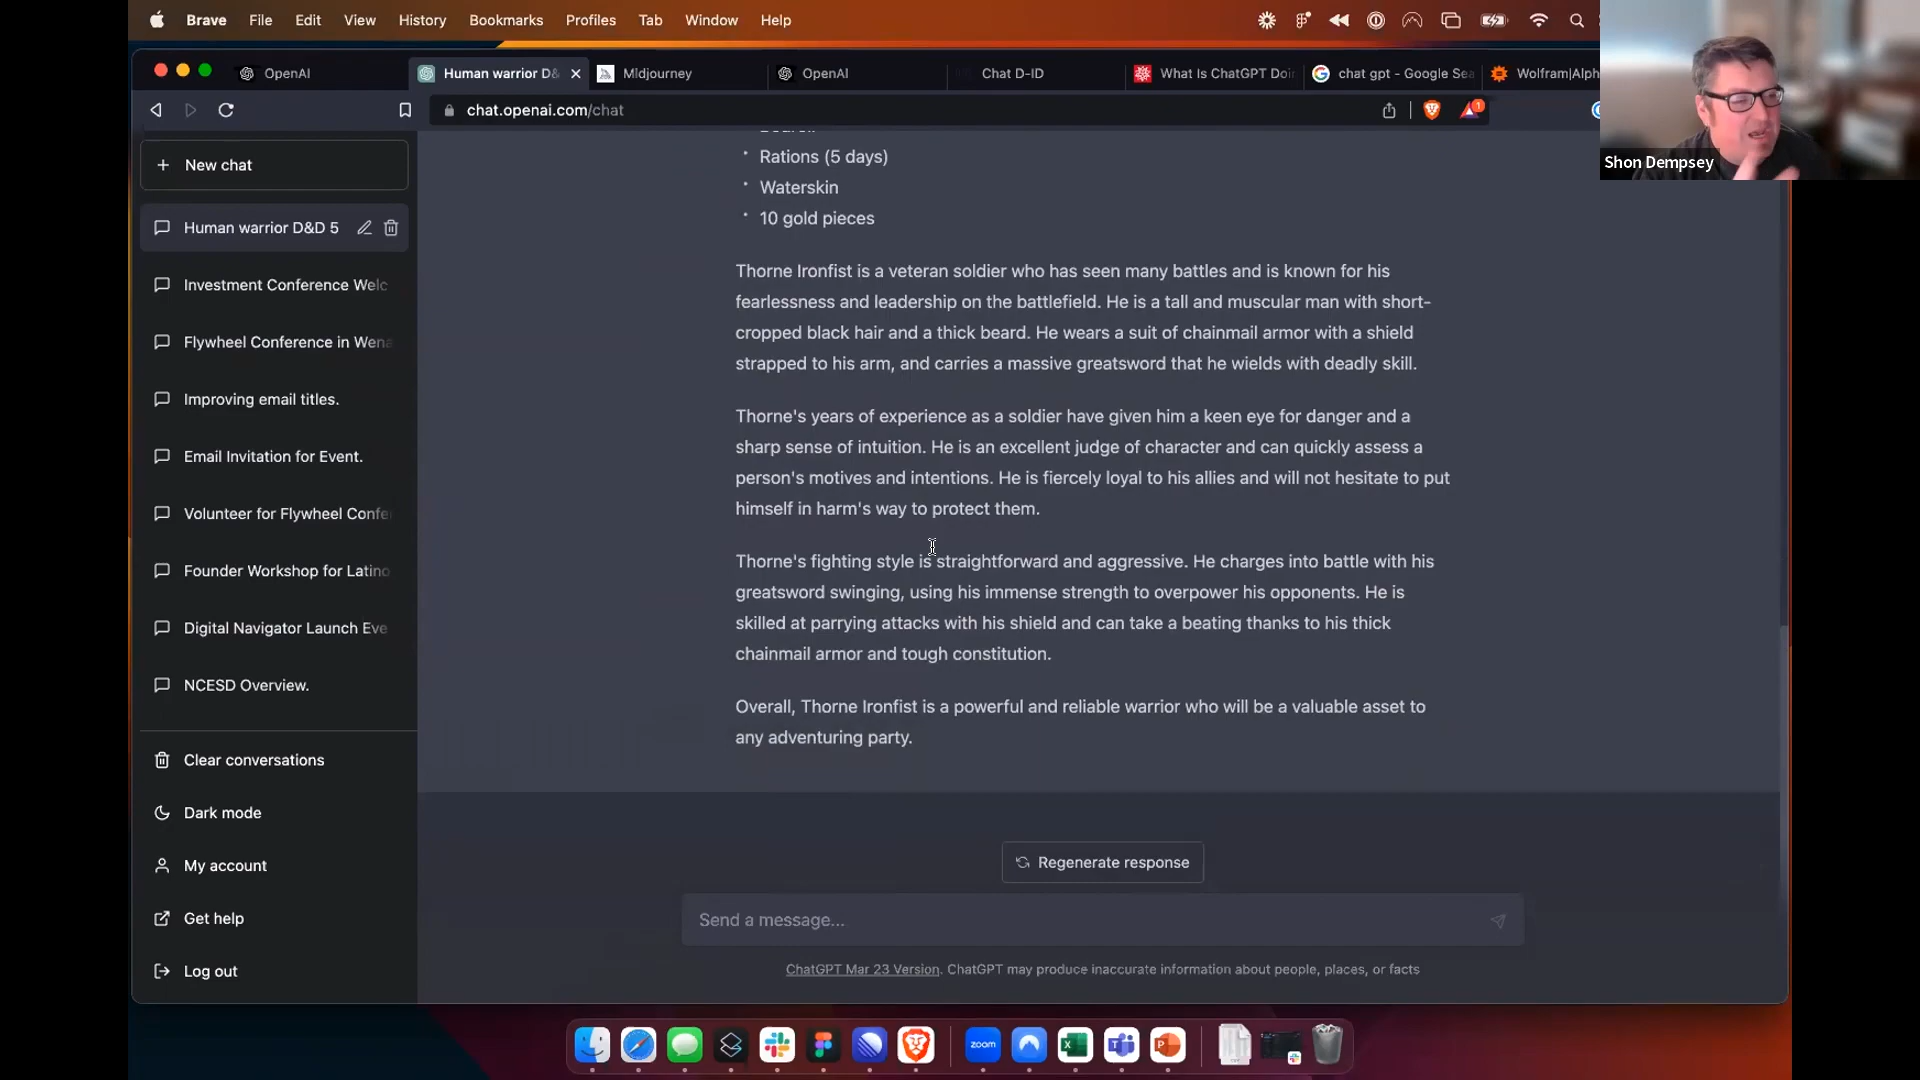 Brave File Edit View History Bookmarks Profiles Tab Window Help
OpenAI
Human warrior D&
Midjourney
OpenAI
Chat D-ID
What Is ChatGPT Doi
chat gpt - Google Sea
Wolfram|Alph
chat.openai.com/chat
1
Shon Dempsey
New chat
Human warrior D&D 5
Investment Conference Welc
Flywheel Conference in Wena
Improving email titles.
Email Invitation for Event.
Volunteer for Flywheel Confe
Founder Workshop for Latino
Digital Navigator Launch Eve
NCESD Overview.
Clear conversations
Dark mode
My account
Get help
Log out
Rations (5 days)
Waterskin
10 gold pieces
Thorne Ironfist is a veteran soldier who has seen many battles and is known for his
fearlessness and leadership on the battlefield. He is a tall and muscular man with short-
cropped black hair and a thick beard. He wears a suit of chainmail armor with a shield
strapped to his arm, and carries a massive greatsword that he wields with deadly skill.
Thorne's years of experience as a soldier have given him a keen eye for danger and a
sharp sense of intuition. He is an excellent judge of character and can quickly assess a
person's motives and intentions. He is fiercely loyal to his allies and will not hesitate to put
himself in harm's way to protect them.
Thorne's fighting style is straightforward and aggressive. He charges into battle with his
greatsword swinging, using his immense strength to overpower his opponents. He is
skilled at parrying attacks with his shield and can take a beating thanks to his thick
chainmail armor and tough constitution.
Overall, Thorne Ironfist is a powerful and reliable warrior who will be a valuable asset to
any adventuring party.
Regenerate response
Send a message...
ChatGPT Mar 23 Version. ChatGPT may produce inaccurate information about people, places, or facts
zoom